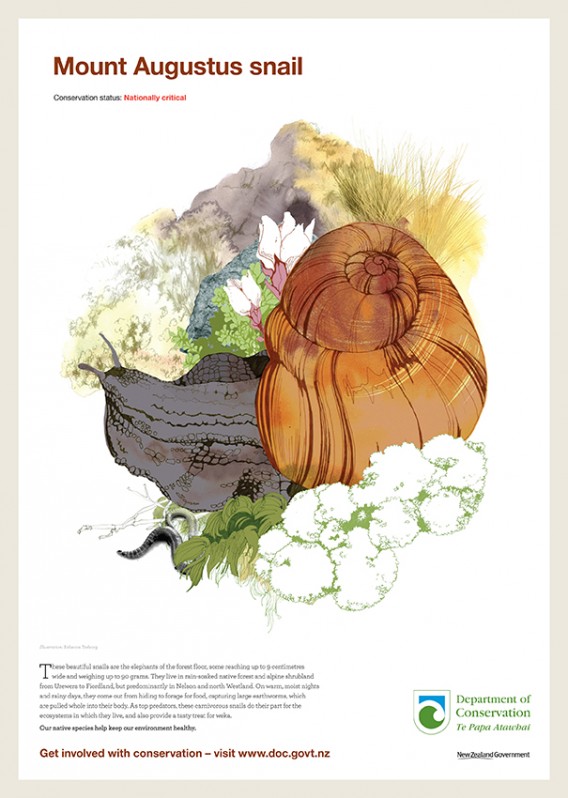 Mount Augustus snail
Conservation status: Nationally critical
These beautiful snails are the elephants of the forest floor, some reaching up to 9 centimetres
wide and weighing up to 90 grams. They live in rain-soaked native forest and alpine shrubland
from Urewera to Fiordland, but predominantly in Nelson and north Westland. On warm, moist nights
and rainy days, they come out from hiding to forage for food, capturing large earthworms, which
are pulled whole into their body. As top predators, these carnivorous snails do their part for the
ecosystems in which they live, and also provide a tasty treat for weka.
Our native species help keep our environment healthy.
Get involved with conservation – visit www.doc.govt.nz
Department of
Conservation
Te Papa Atawhai
New Zealand Government